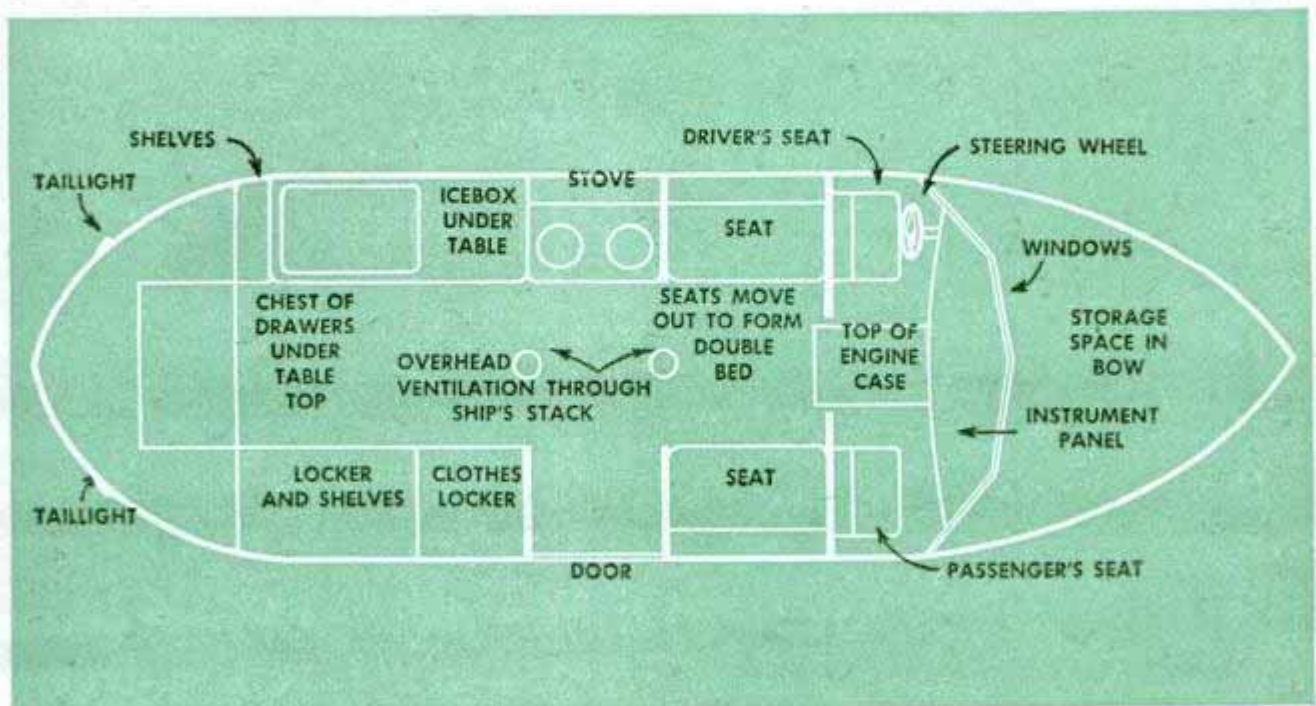 SHELVES
DRIVER'S SEAT
STEERING WHEEL
TAILLIGHT
STOVE
ICEBOX
UNDER
TABLE
SEAT
WINDOWS
CHEST OF
DRAWERS
UNDER
TABLE
TOP
SEATS MOVE
OUT TO FORM
DOUBLE
BED
TOP OF
ENGINE
CASE
STORAGE
SPACE IN
BOW
OVERHEAD
VENTILATION THROUGH
SHIP'S STACK
INSTRUMENT
PANEL
LOCKER
AND SHELVES
CLOTHES
LOCKER
SEAT
TAILLIGHT
DOOR
PASSENGER'S SEAT